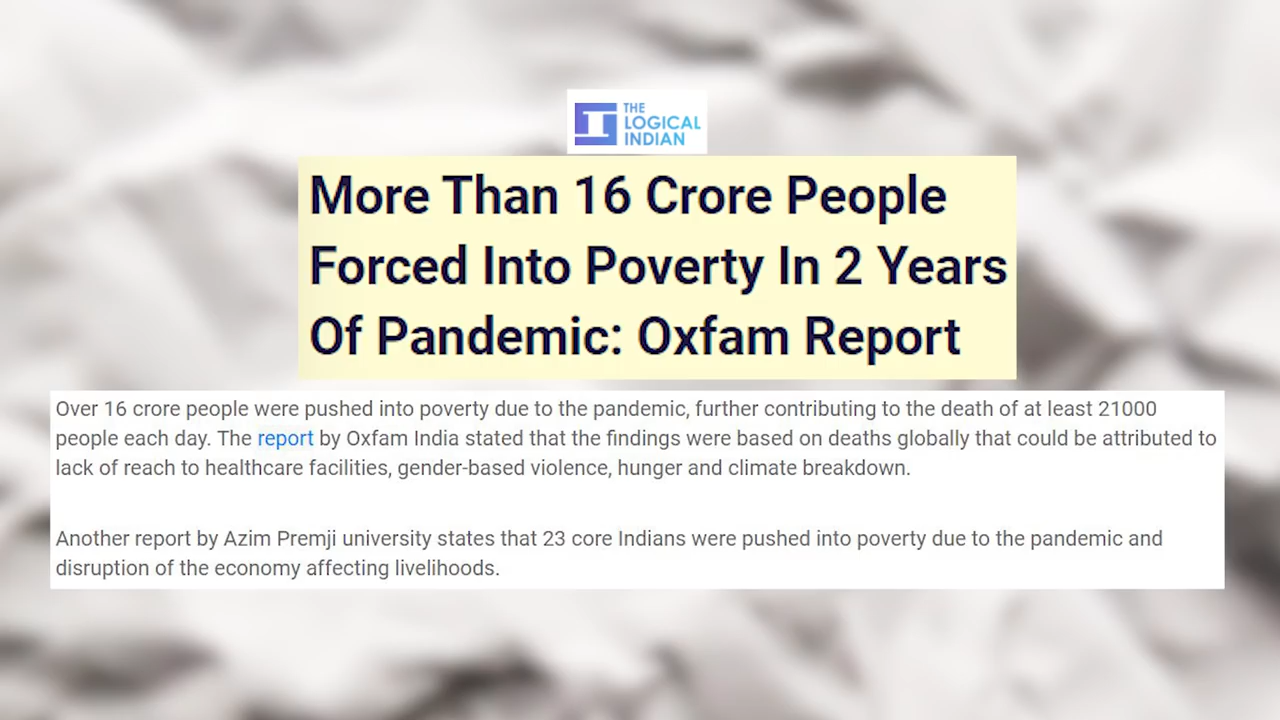 THE
LOGICAL
INDIAN
More Than 16 Crore People
Forced Into Poverty In 2 Years
Of Pandemic: Oxfam Report
Over 16 crore people were pushed into poverty due to the pandemic, further contributing to the death of at least 21000
people each day. The report by Oxfam India stated that the findings were based on deaths globally that could be attributed to
lack of reach to healthcare facilities, gender-based violence, hunger and climate breakdown.
Another report by Azim Premji university states that 23 core Indians were pushed into poverty due to the pandemic and
disruption of the economy affecting livelihoods.